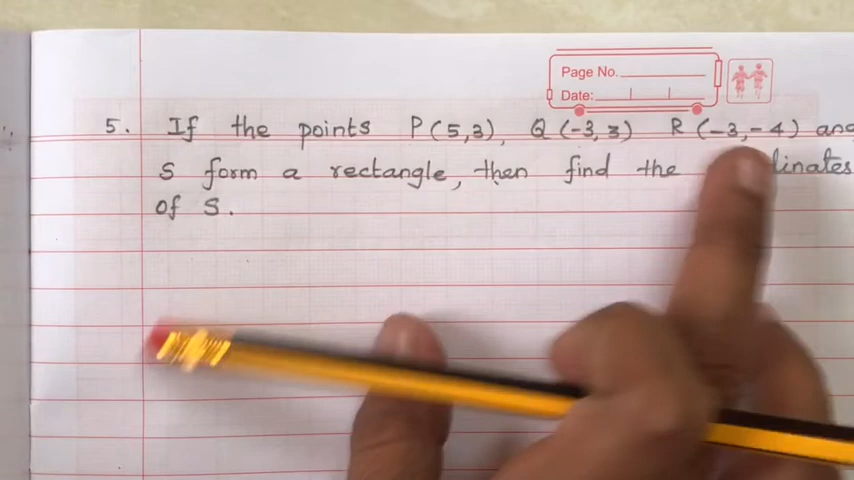 Page No.
Date:
5. If the points P(5,3), Q(-3,3) R(-3,-4) and
S form a rectangle, then find the
of S.